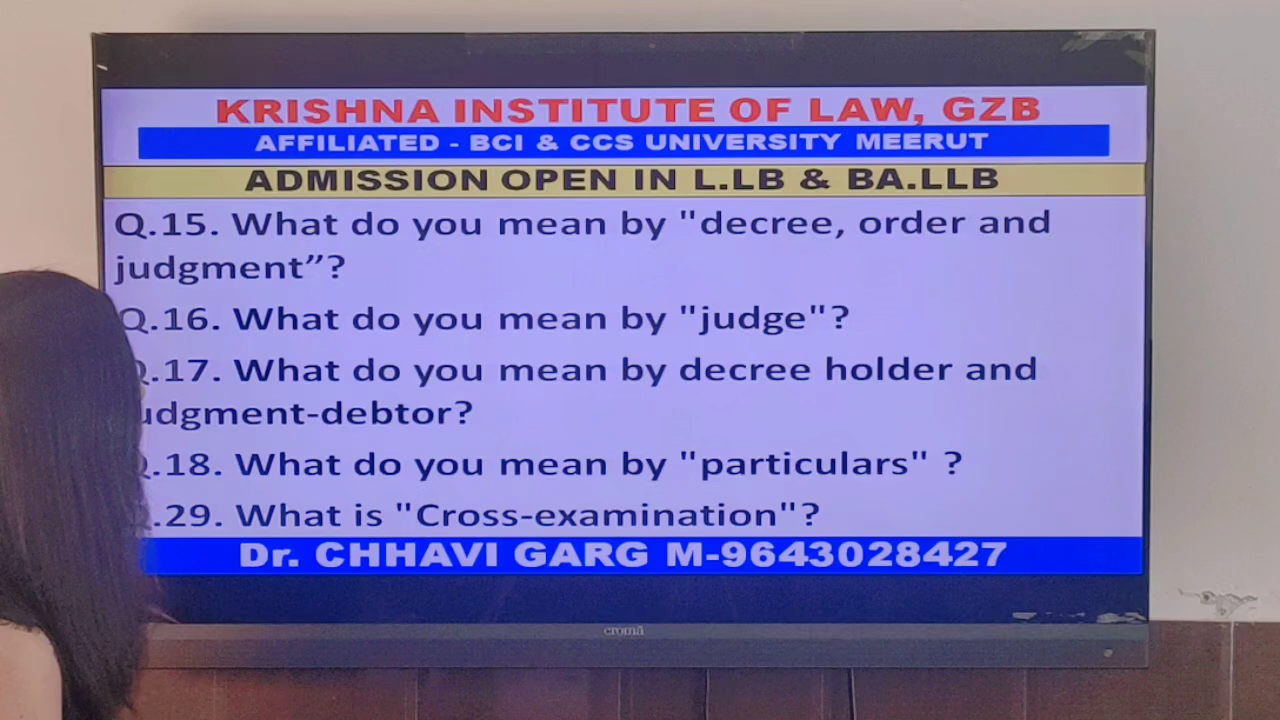 KRISHNA INSTITUTE OF LAW, GZB
AFFILIATED - BCI & CCS UNIVERSITY MEERUT
ADMISSION OPEN IN L.LB & BA.LLB
Q.15. What do you mean by "decree, order and
judgment”?
Q.16. What do you mean by "judge"?
Q.17. What do you mean by decree holder and
judgment-debtor?
Q.18. What do you mean by "particulars" ?
Q.29. What is "Cross-examination"?
Dr. CHHAVI GARG M-9643028427
cromā